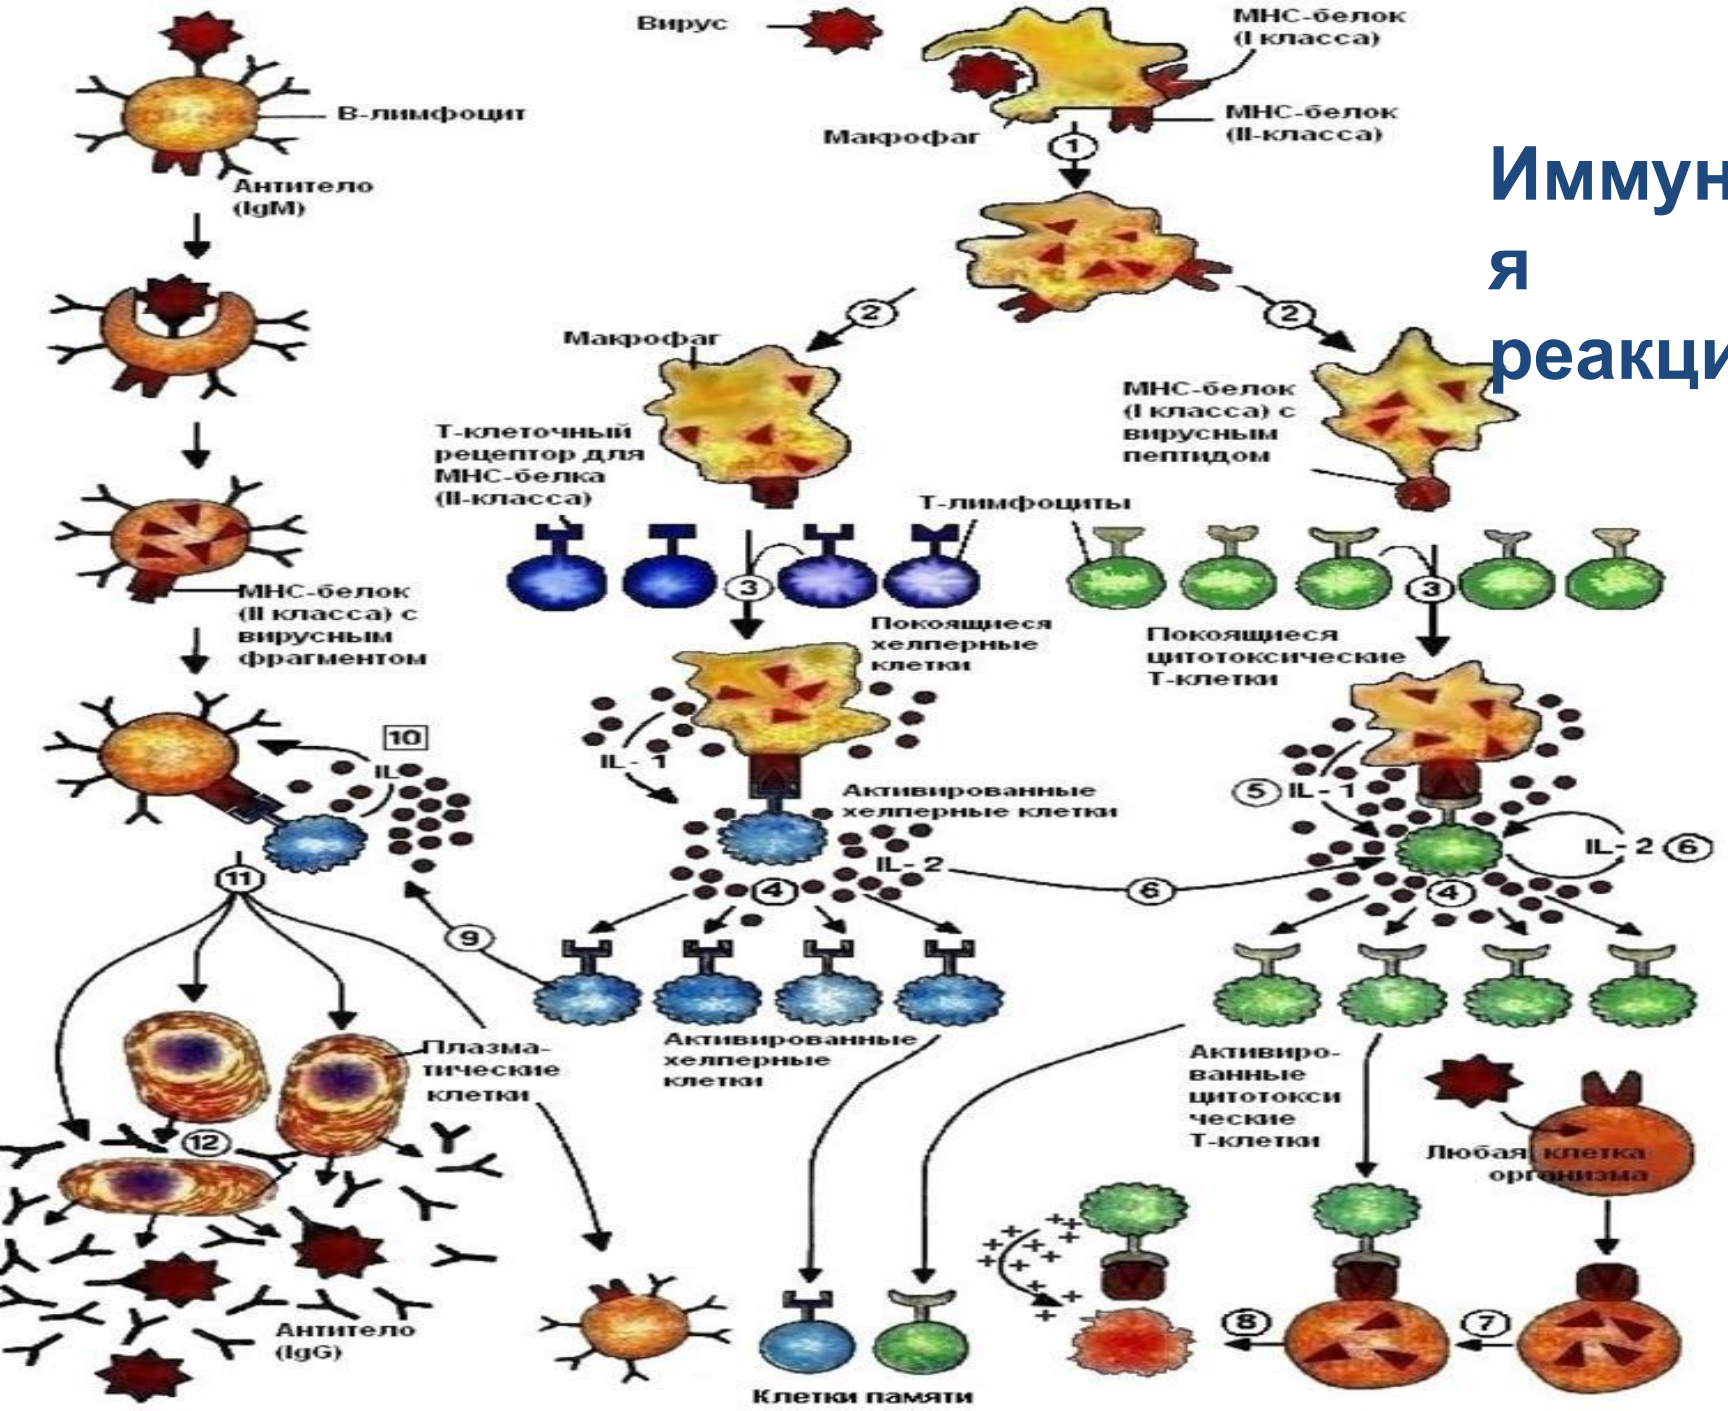 Вирус
МНС-белок
(I класса)
МНС-белок
(II-класса)
Макрофаг
1
В-лимфоцит
Антитело
(IgM)
Иммун
я
реакци
2
2
Макрофаг
МНС-белок
(I класса) с
вирусным
пептидом
Т-клеточный
рецептор для
МНС-белка
(II-класса)
Т-лимфоциты
3
3
МНС-белок
(II класса) с
вирусным
фрагментом
Покоящиеся
хелперные
клетки
Покоящиеся
цитотоксические
Т-клетки
10
IL
IL- 1
Активированные
хелперные клетки
5
IL- 1
IL- 2
6
IL- 2
6
4
4
11
9
Плазма-
тические
клетки
Активированные
хелперные
клетки
Активиро-
ванные
цитотокси
ческие
Т-клетки
Любая клетка
организма
12
Антитело
(IgG)
8
7
Клетки памяти